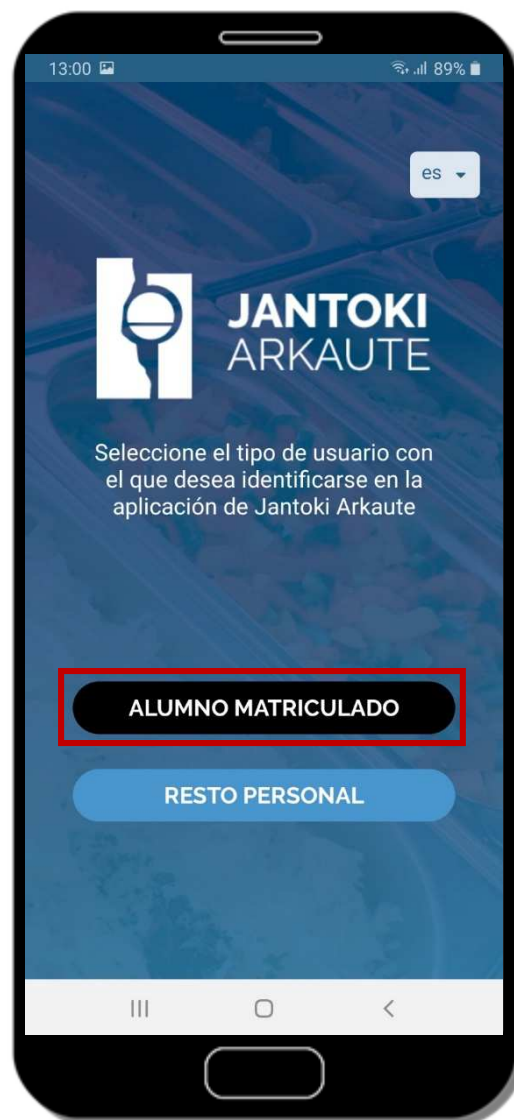 13:00 89%
es
JANTOKI
ARKAUTE
Seleccione el tipo de usuario con
el que desea identificarse en la
aplicación de Jantoki Arkaute
ALUMNO MATRICULADO
RESTO PERSONAL